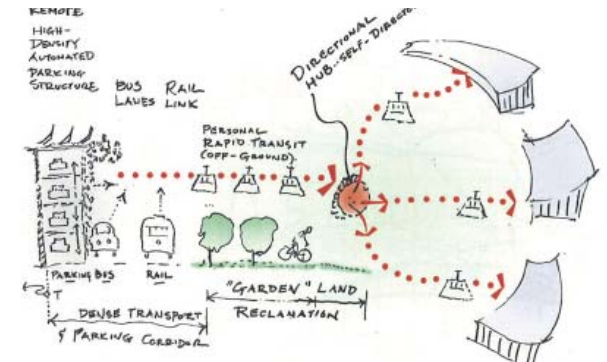 REMOTE
HIGH-
DENSITY
AUTOMATED
PARKING
STRUCTURE
BUS
LANES
RAIL
LINK
PERSONAL
RAPID TRANSIT
(OFF-GROUND)
DIRECTIONAL
HUB--SELF-DIRECT
PARKING BUS
RAIL
T
DENSE TRANSPORT
& PARKING CORRIDOR
"GARDEN" LAND
RECLAMATION